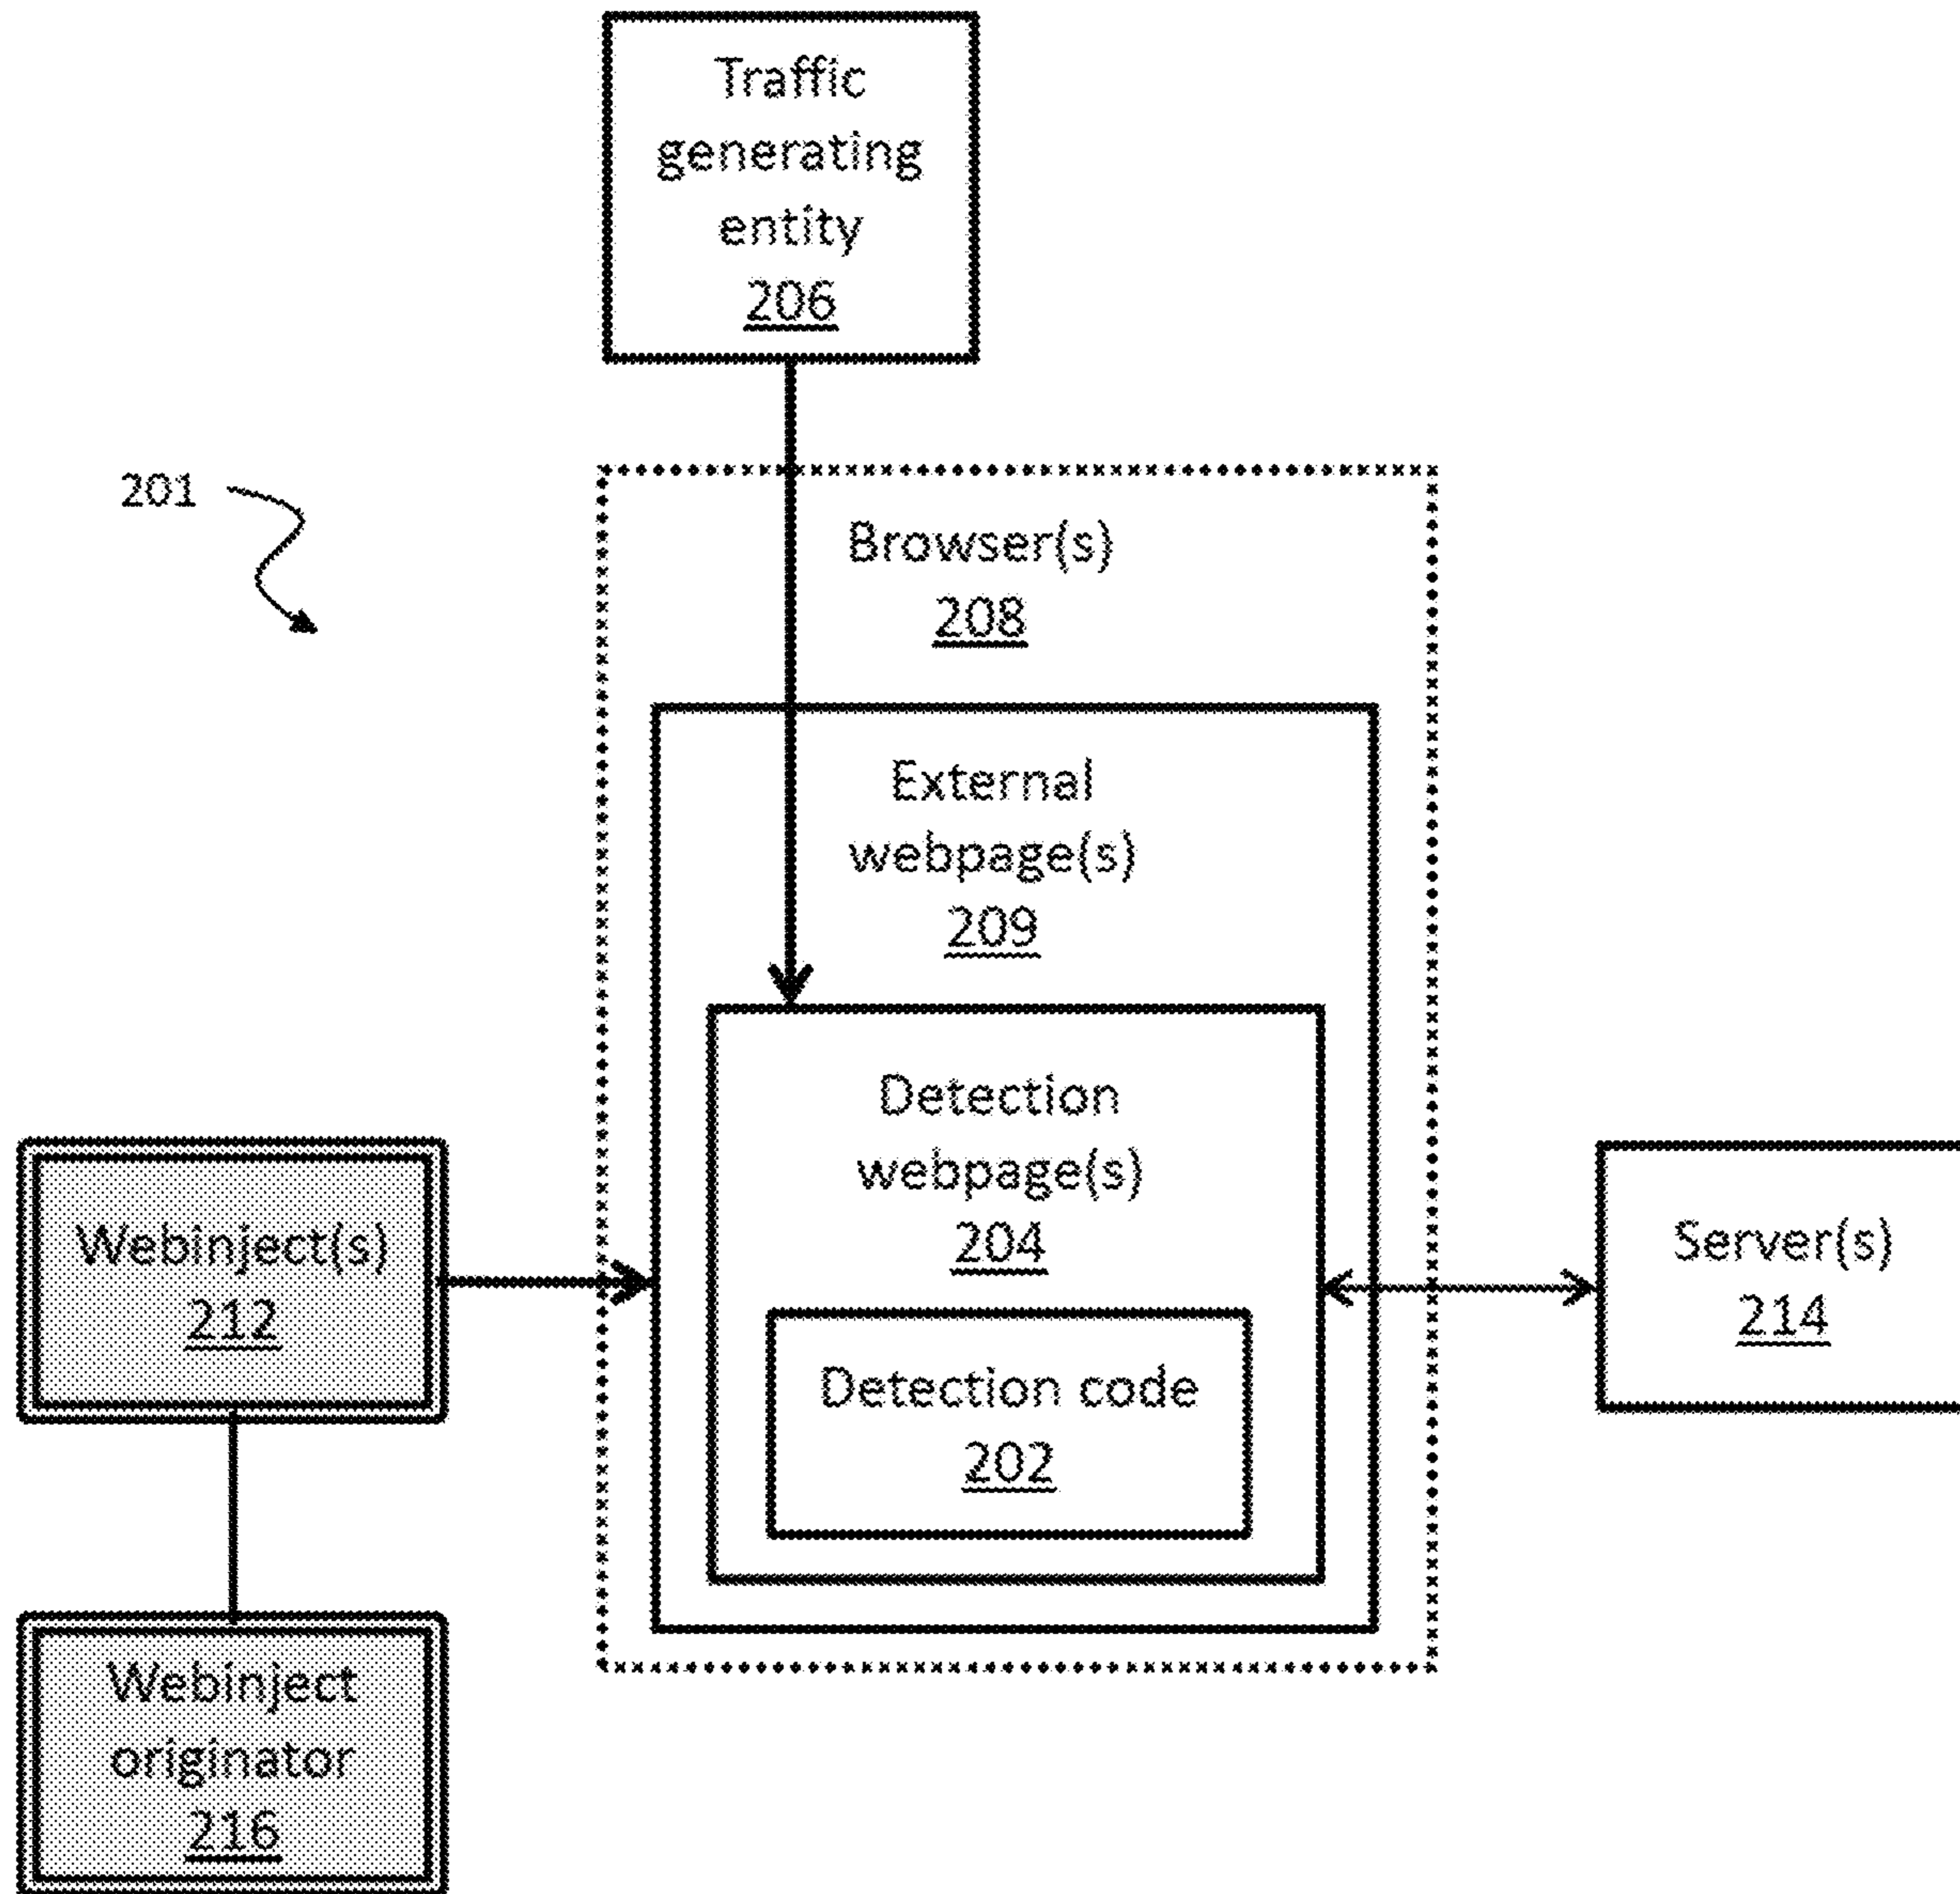 Traffic
generating
entity
206
201
Browser(s)
208
External
webpage(s)
209
Detection
webpage(s)
204
Detection code
202
Webinject(s)
212
Server(s)
214
Webinject
originator
216